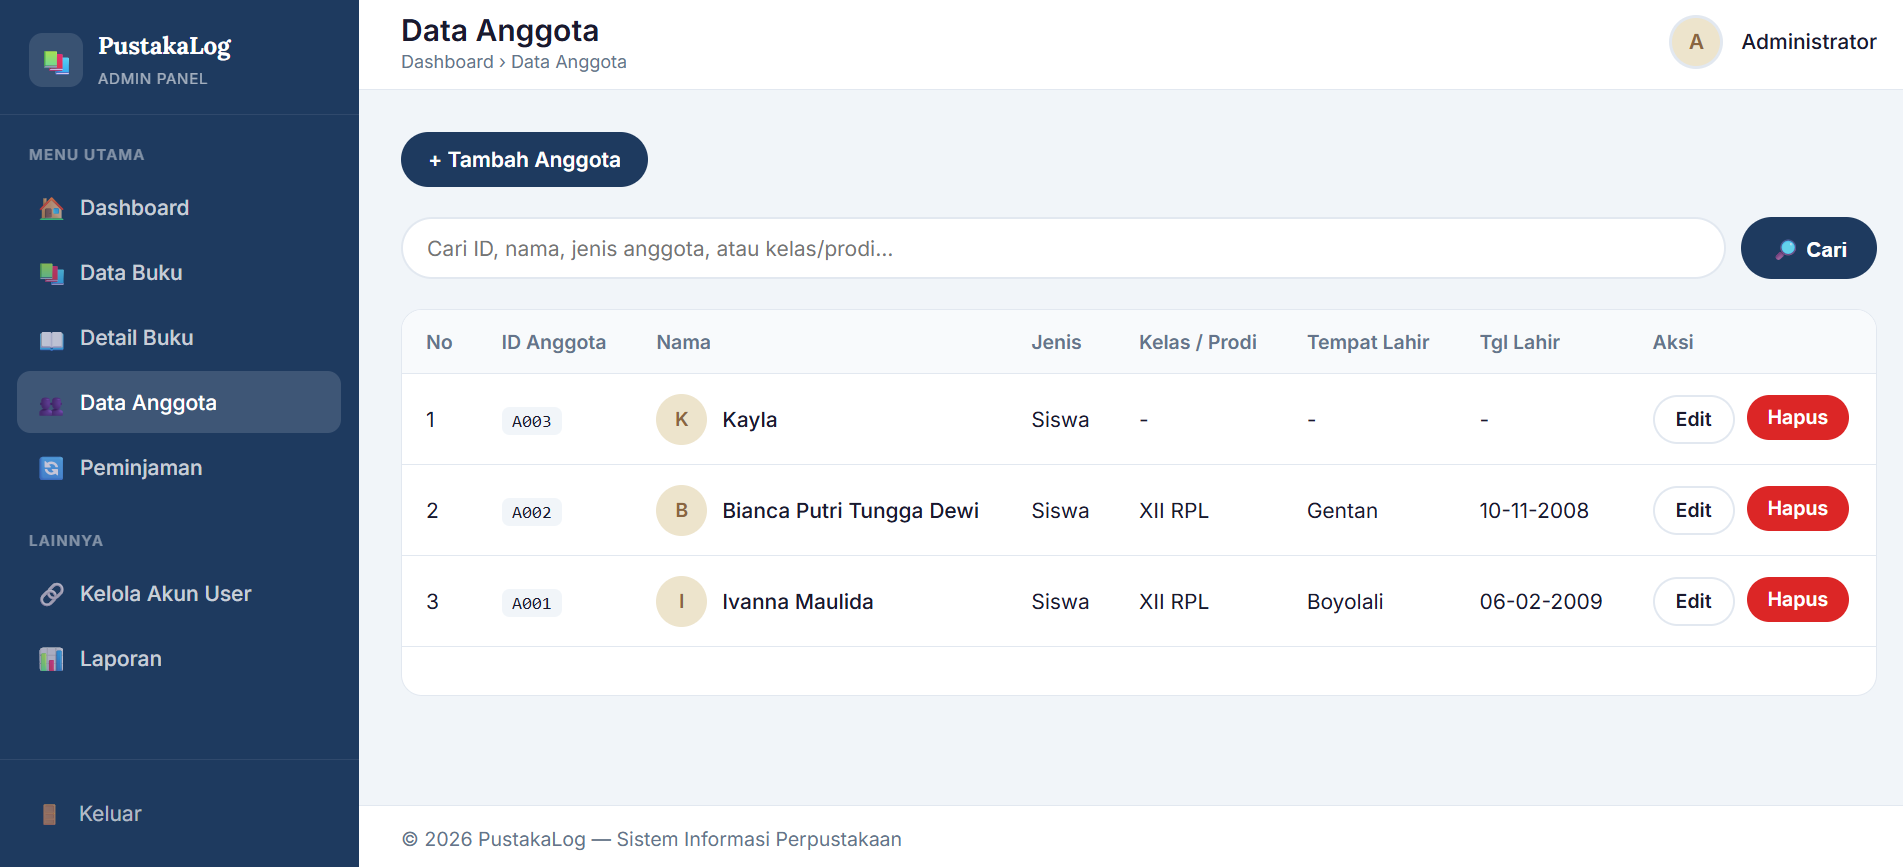 PustakaLog
ADMIN PANEL
MENU UTAMA
Dashboard
Data Buku
Detail Buku
Data Anggota
Peminjaman
LAINNYA
Kelola Akun User
Laporan
Keluar
Data Anggota
Dashboard › Data Anggota
A Administrator
+ Tambah Anggota
Cari ID, nama, jenis anggota, atau kelas/prodi...
Cari
No ID Anggota Nama Jenis Kelas / Prodi Tempat Lahir Tgl Lahir Aksi
1 A003 K Kayla Siswa - - - Edit Hapus
2 A002 B Bianca Putri Tungga Dewi Siswa XII RPL Gentan 10-11-2008 Edit Hapus
3 A001 I Ivanna Maulida Siswa XII RPL Boyolali 06-02-2009 Edit Hapus
© 2026 PustakaLog — Sistem Informasi Perpustakaan